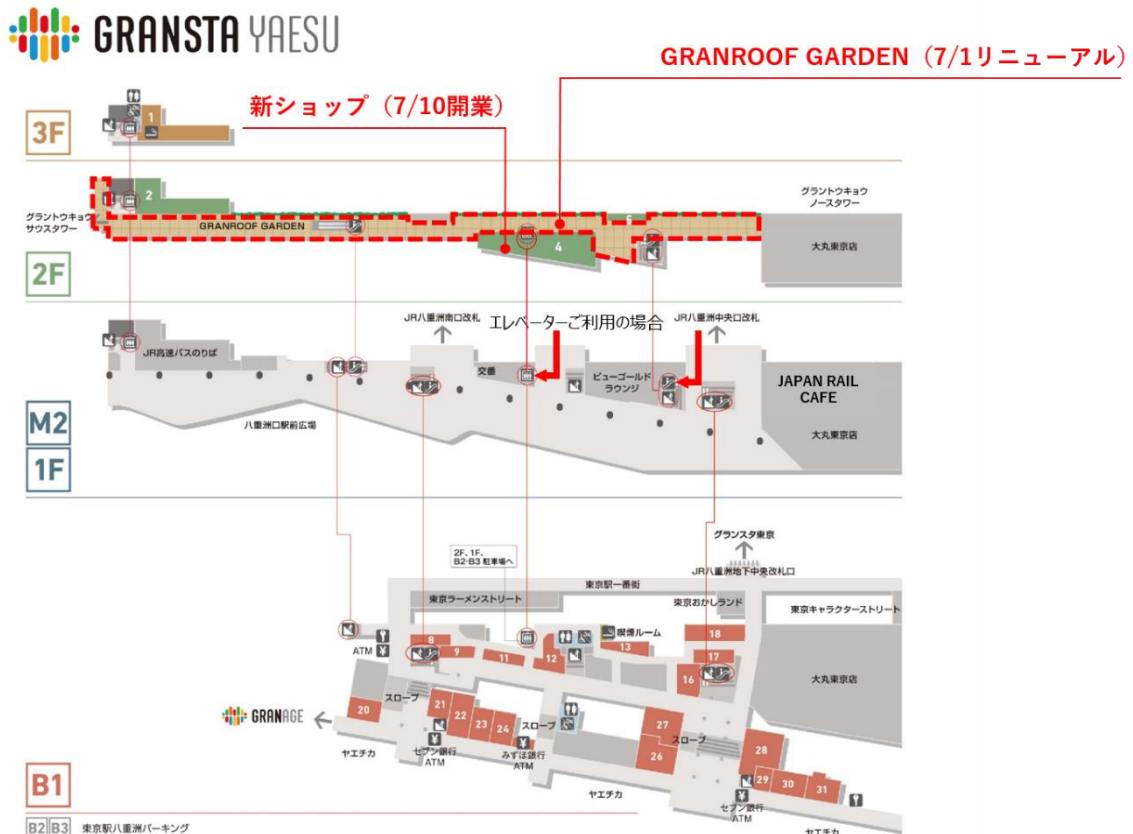 GRANSTA YAESU
GRANROOF GARDEN（7/1リニューアル）
新ショップ（7/10開業）
3F
1
2
グラントウキョウ
サウスタワー
GRANROOF GARDEN
4
グラントウキョウ
ノースタワー
大丸東京店
2F
JR八重洲南口改札
エレベーターご利用の場合
JR八重洲中央口改札
JR高速バスのりば
交番
ビューゴールド
ラウンジ
JAPAN RAIL
CAFE
八重洲口駅前広場
大丸東京店
M2
1F
グランスタ東京
2F、1F、
B2-B3 駐車場へ
JR八重洲地下中央改札口
東京駅一番街
東京ラーメンストリート
東京おかしランド
東京キャラクターストリート
喫煙ルーム
ATM
8
9
11
12
13
18
17
16
大丸東京店
スロープ
GRANAGE
20
21
22
23
24
スロープ
27
26
スロープ
28
29
30
31
ヤエチカ
セブン銀行
ATM
みずほ銀行
ATM
ヤエチカ
セブン銀行
ATM
ヤエチカ
B1
B2 B3 東京駅八重洲パーキング